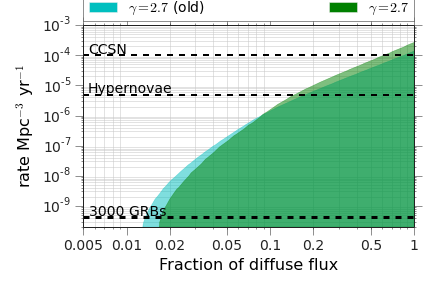 γ=2.7 (old) γ=2.7
10⁻³
10⁻⁴
10⁻⁵
10⁻⁶
10⁻⁷
10⁻⁸
10⁻⁹
rate Mpc⁻³ yr⁻¹
CCSN
Hypernovae
3000 GRBs
0.005 0.01 0.02 0.05 0.1 0.2 0.5 1
Fraction of diffuse flux